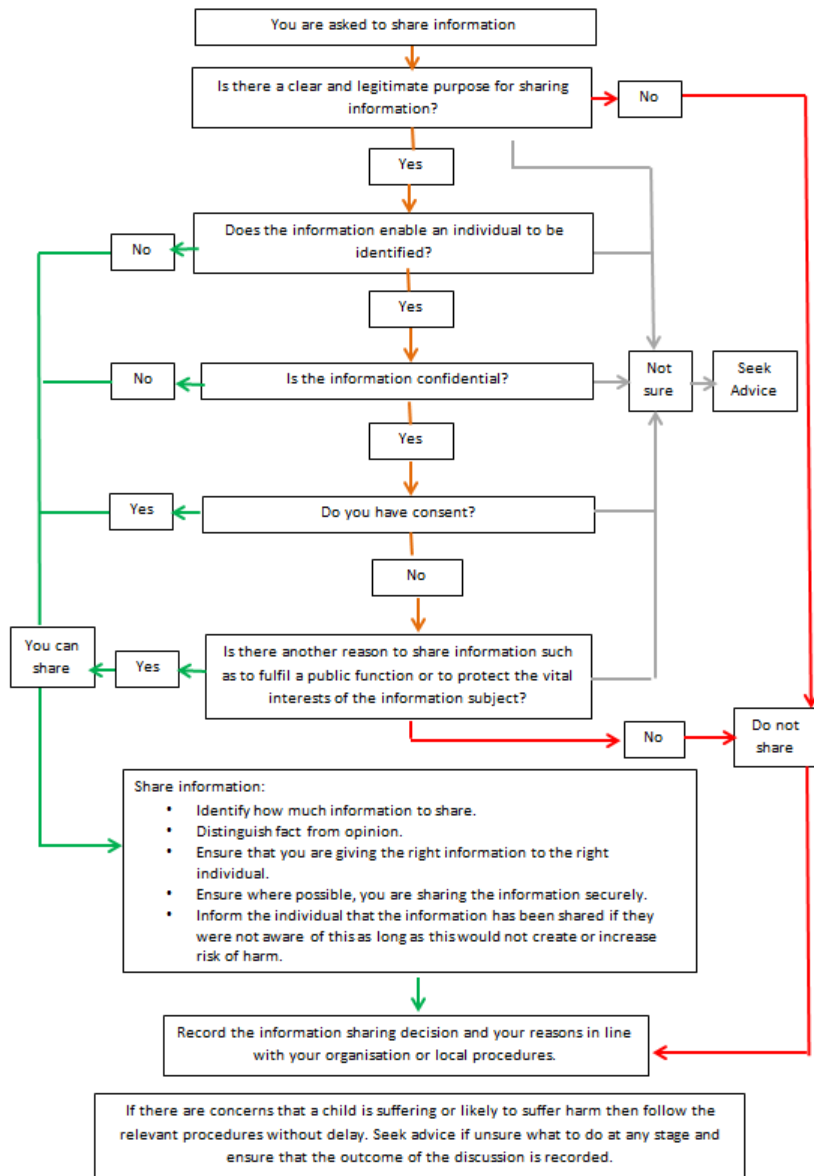 You are asked to share information
Is there a clear and legitimate purpose for sharing
information?
No
Yes
Does the information enable an individual to be
identified?
No
Yes
Is the information confidential?
No
Not
sure
Seek
Advice
Yes
Do you have consent?
Yes
No
Is there another reason to share information such
as to fulfil a public function or to protect the vital
interests of the information subject?
Yes
You can
share
No
Do not
share
Share information:
• Identify how much information to share.
• Distinguish fact from opinion.
• Ensure that you are giving the right information to the right
individual.
• Ensure where possible, you are sharing the information securely.
• Inform the individual that the information has been shared if they
were not aware of this as long as this would not create or increase
risk of harm.
Record the information sharing decision and your reasons in line
with your organisation or local procedures.
If there are concerns that a child is suffering or likely to suffer harm then follow the
relevant procedures without delay. Seek advice if unsure what to do at any stage and
ensure that the outcome of the discussion is recorded.